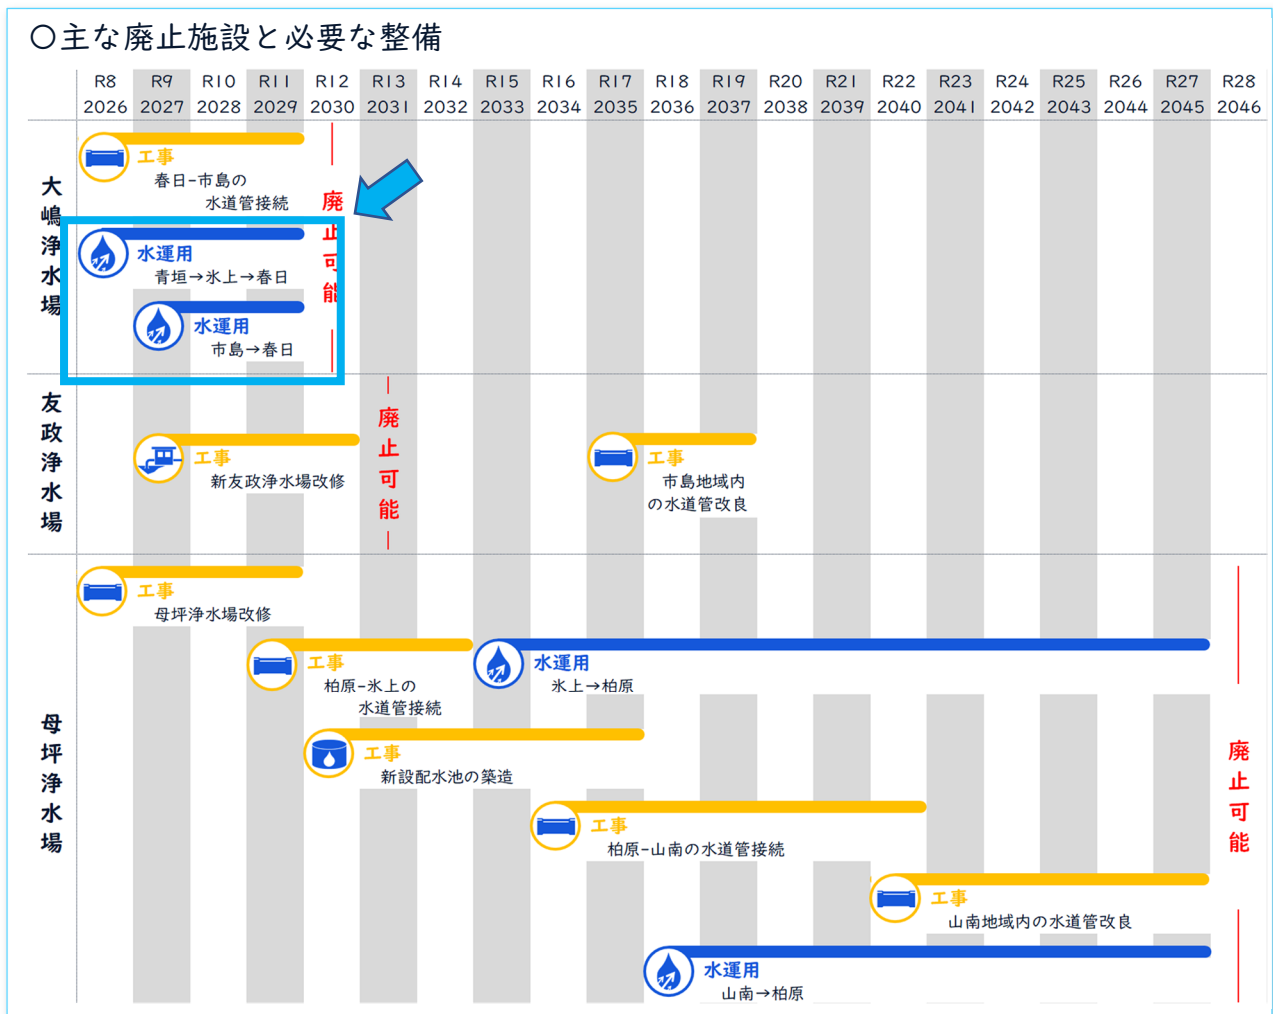 〇主な廃止施設と必要な整備
R8 R9 R10 R11 R12 R13 R14 R15 R16 R17 R18 R19 R20 R21 R22 R23 R24 R25 R26 R27 R28
2026 2027 2028 2029 2030 2031 2032 2033 2034 2035 2036 2037 2038 2039 2040 2041 2042 2043 2044 2045 2046
大嶋浄水場
工事
春日-市島の
水道管接続
水運用
青垣→氷上→春日
水運用
市島→春日
廃止可能
友政浄水場
工事
新友政浄水場改修
廃止可能
工事
市島地域内
の水道管改良
母坪浄水場
工事
母坪浄水場改修
工事
柏原-氷上の
水道管接続
水運用
氷上→柏原
工事
新設配水池の築造
工事
柏原-山南の水道管接続
工事
山南地域内の水道管改良
水運用
山南→柏原
廃止可能